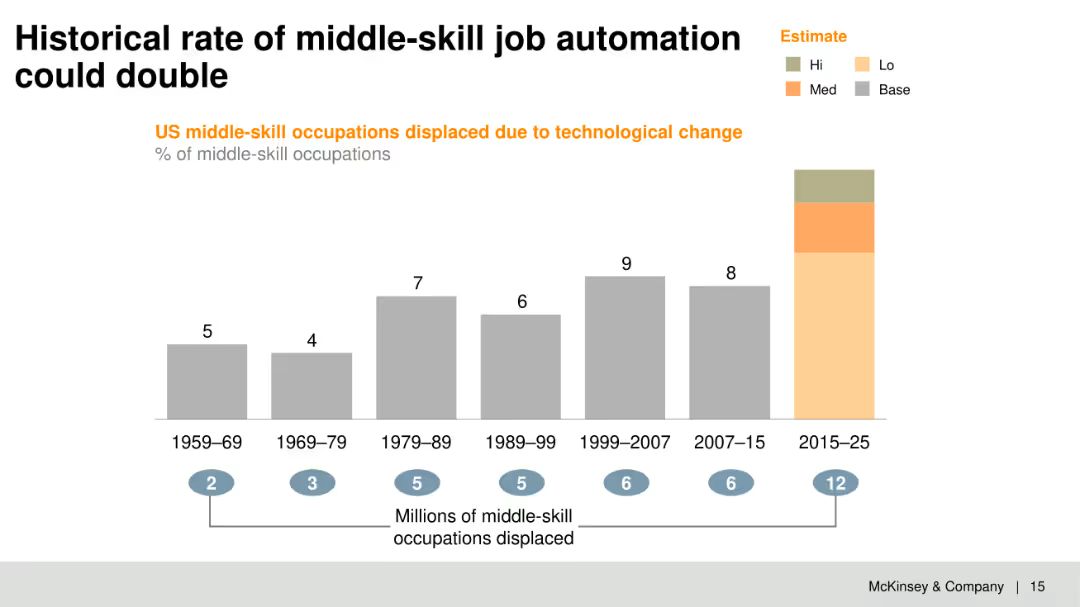 Historical rate of middle-skill job automation
could double
Estimate
Hi
Lo
Med
Base
US middle-skill occupations displaced due to technological change
% of middle-skill occupations
5
4
7
6
9
8
1959–69
1969–79
1979–89
1989–99
1999–2007
2007–15
2015–25
2
3
5
5
6
6
12
Millions of middle-skill
occupations displaced
McKinsey & Company | 15